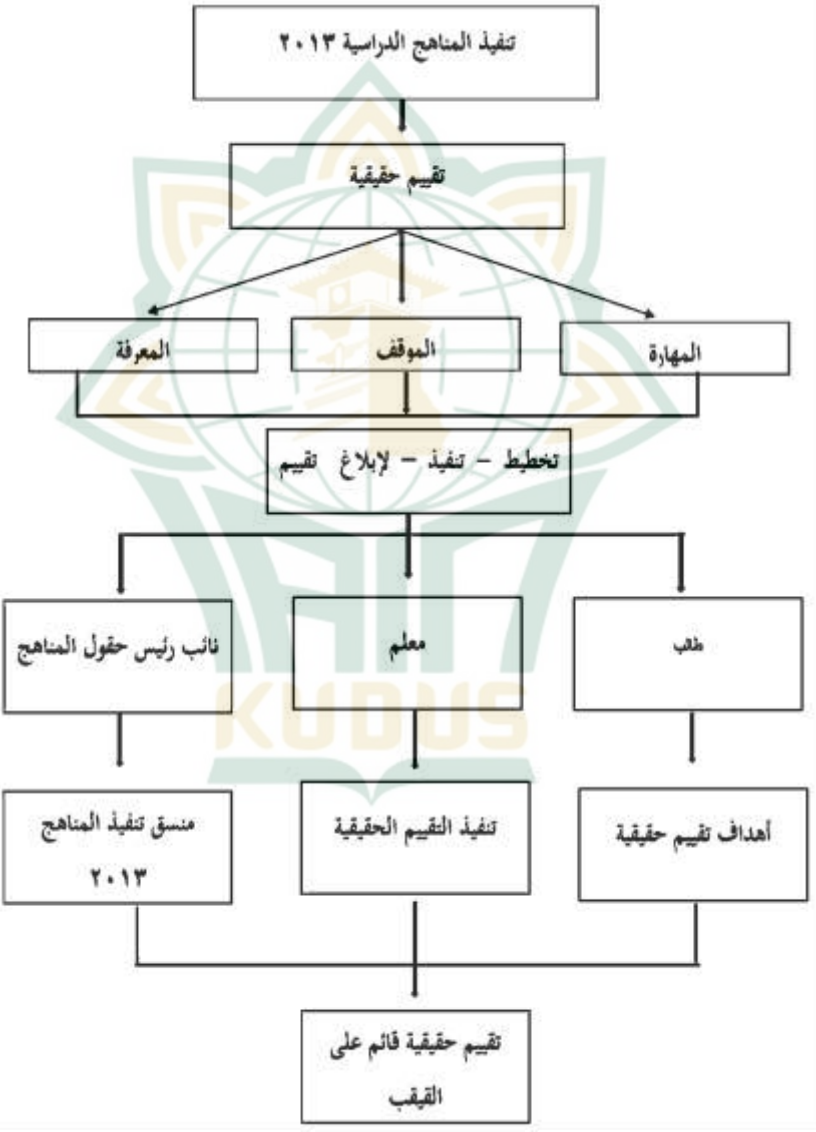 تنفيذ المناهج الدراسية ٢٠١٣
تقييم حقيقية
المهارة
الموقف
المعرفة
تخطيط – تنفيذ – لإبلاغ تقييم
طالب
معلم
نائب رئيس حقول المناهج
أهداف تقييم حقيقية
تنفيذ التقييم الحقيقية
منسق تنفيذ المناهج
٢٠١٣
تقييم حقيقية قائم على
القيقب
KUDUS